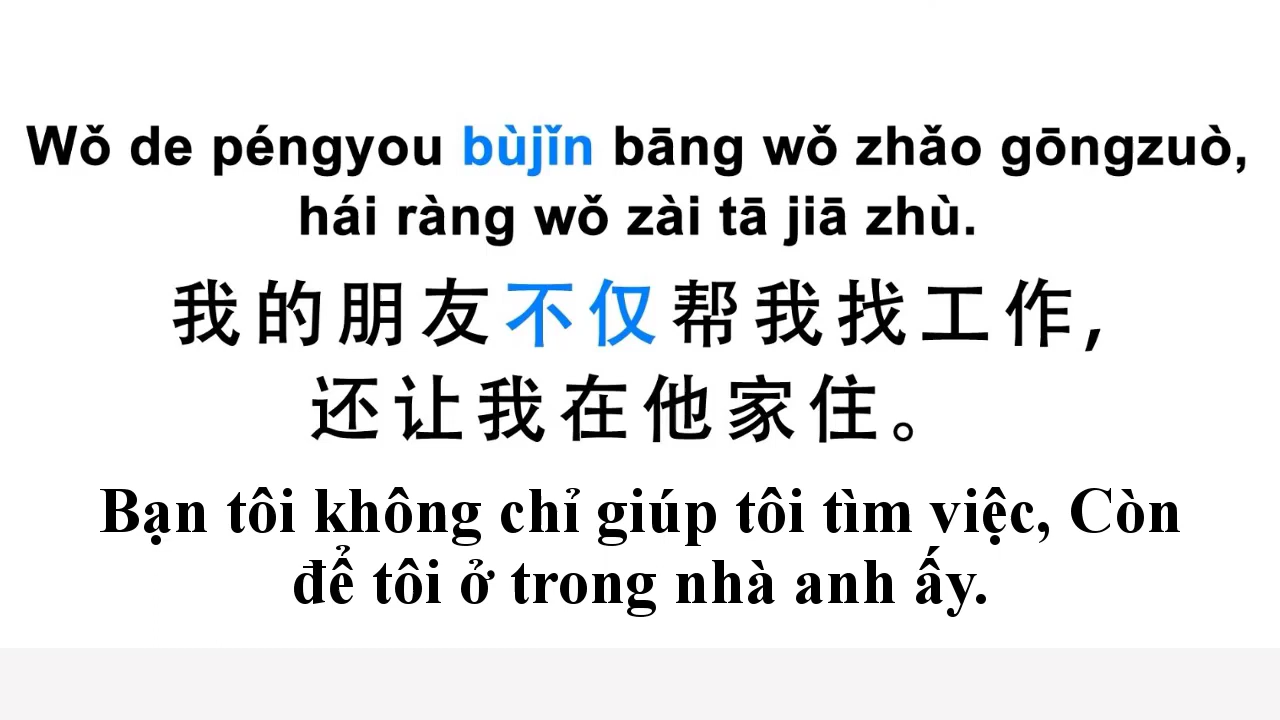 Wǒ de péngyou bùjǐn bāng wǒ zhǎo gōngzuò,
hái ràng wǒ zài tā jiā zhù.
我的朋友不仅帮我找工作,
还让我在他家住。
Bạn tôi không chỉ giúp tôi tìm việc, Còn
để tôi ở trong nhà anh ấy.